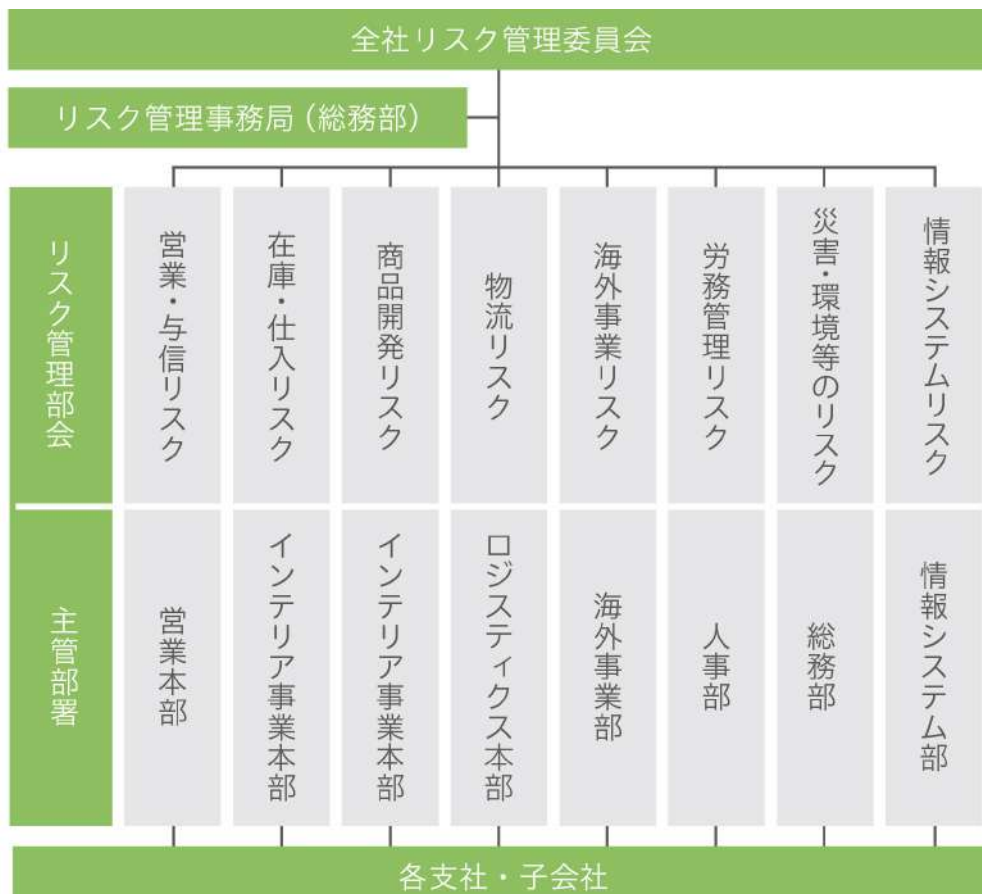 全社リスク管理委員会
リスク管理事務局（総務部）
リスク管理部会
営業・与信リスク
在庫・仕入リスク
商品開発リスク
物流リスク
海外事業リスク
労務管理リスク
災害・環境等のリスク
情報システムリスク
主管部署
営業本部
インテリア事業本部
インテリア事業本部
ロジスティクス本部
海外事業部
人事部
総務部
情報システム部
各支社・子会社